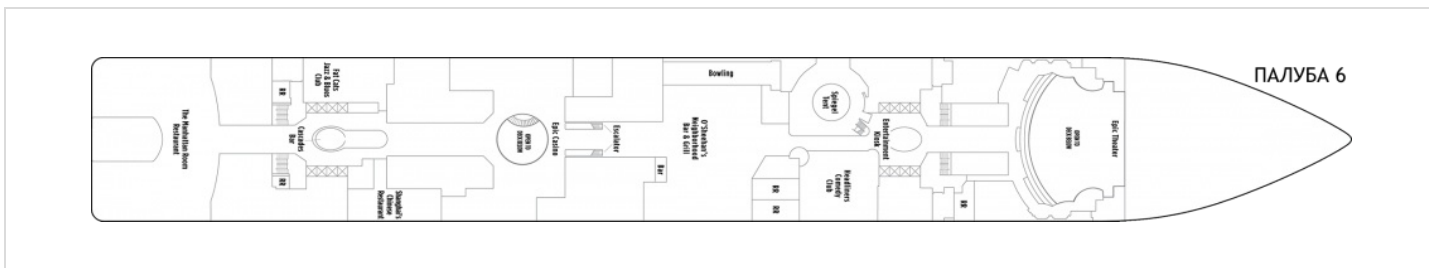 ПАЛУБА 6
The Manhattan Room
Restaurant
RR
RR
Cascades
Bar
Fat Cats
Jazz & Blues
Club
Shanghai's
Chinese
Restaurant
Epic Casino
Escalator
Bar
O'Sheehan's
Neighborhood
Bar & Grill
Bowling
RR
RR
Spiegel
Tent
Headliners
Comedy
Club
Entertainment
Kiosk
RR
Epic Theater